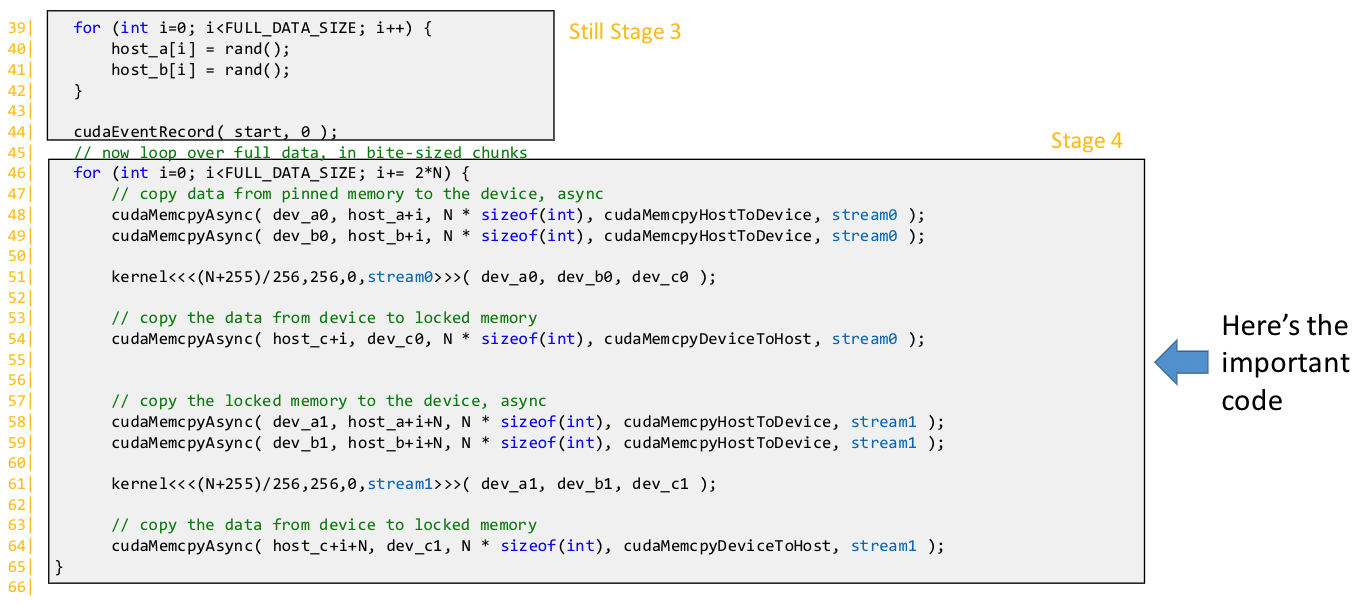 39|    for (int i=0; i<FULL_DATA_SIZE; i++) {
Still Stage 3
40|        host_a[i] = rand();
41|        host_b[i] = rand();
42|    }
43|
44|    cudaEventRecord( start, 0 );
Stage 4
45|    // now loop over full data, in bite-sized chunks
46|    for (int i=0; i<FULL_DATA_SIZE; i+= 2*N) {
47|        // copy data from pinned memory to the device, async
48|        cudaMemcpyAsync( dev_a0, host_a+i, N * sizeof(int), cudaMemcpyHostToDevice, stream0 );
49|        cudaMemcpyAsync( dev_b0, host_b+i, N * sizeof(int), cudaMemcpyHostToDevice, stream0 );
50|
51|        kernel<<<(N+255)/256,256,0,stream0>>>( dev_a0, dev_b0, dev_c0 );
52|
53|        // copy the data from device to locked memory
54|        cudaMemcpyAsync( host_c+i, dev_c0, N * sizeof(int), cudaMemcpyDeviceToHost, stream0 );
55|
56|
57|        // copy the locked memory to the device, async
58|        cudaMemcpyAsync( dev_a1, host_a+i+N, N * sizeof(int), cudaMemcpyHostToDevice, stream1 );
59|        cudaMemcpyAsync( dev_b1, host_b+i+N, N * sizeof(int), cudaMemcpyHostToDevice, stream1 );
60|
61|        kernel<<<(N+255)/256,256,0,stream1>>>( dev_a1, dev_b1, dev_c1 );
62|
63|        // copy the data from device to locked memory
64|        cudaMemcpyAsync( host_c+i+N, dev_c1, N * sizeof(int), cudaMemcpyDeviceToHost, stream1 );
65|  }
66|
Here’s the
important
code